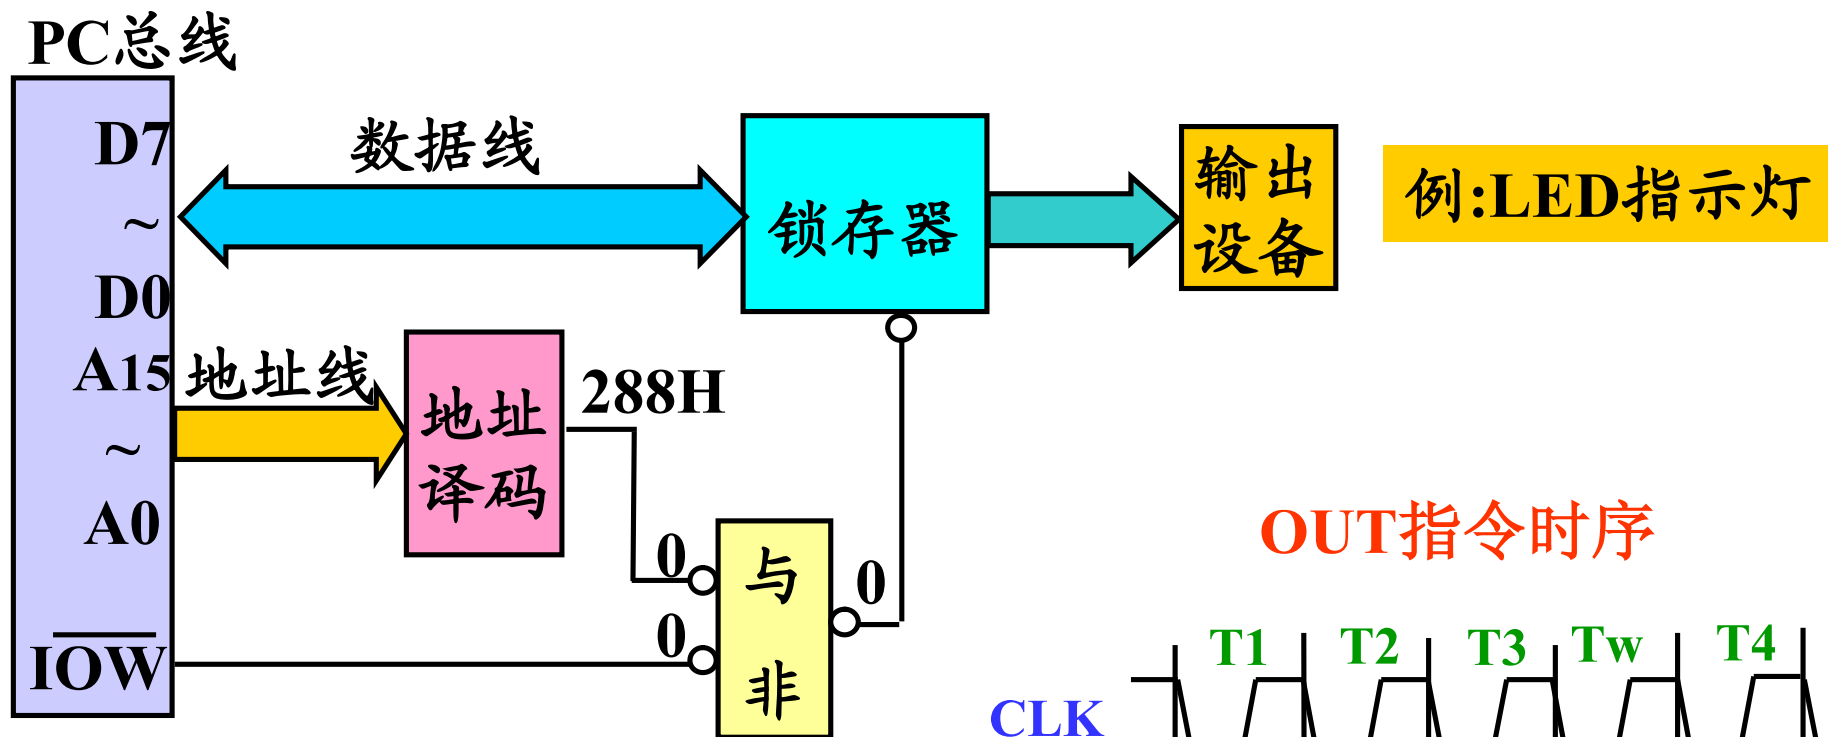 PC总线
D7
~
D0
A15
~
A0
IOW
数据线
地址线
地址
译码
288H
0
0
与
非
0
锁存器
输出
设备
例:LED指示灯
OUT指令时序
T1 T2 T3 Tw T4
CLK